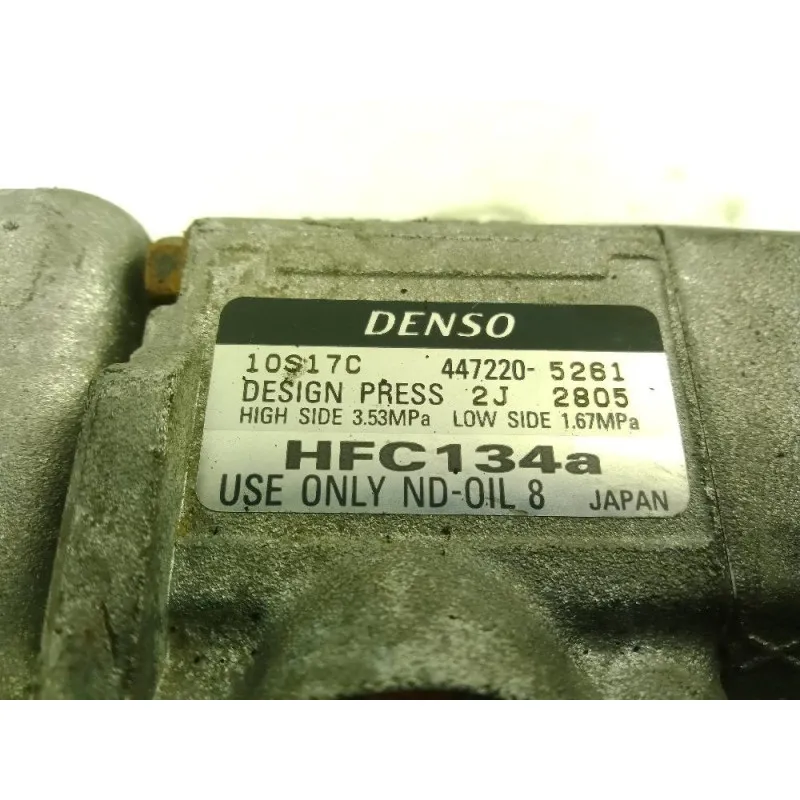 DENSO
10S17C 447220-5261
DESIGN PRESS 2J 2805
HIGH SIDE 3.53MPa LOW SIDE 1.67MPa
HFC134a
USE ONLY ND-OIL 8 JAPAN